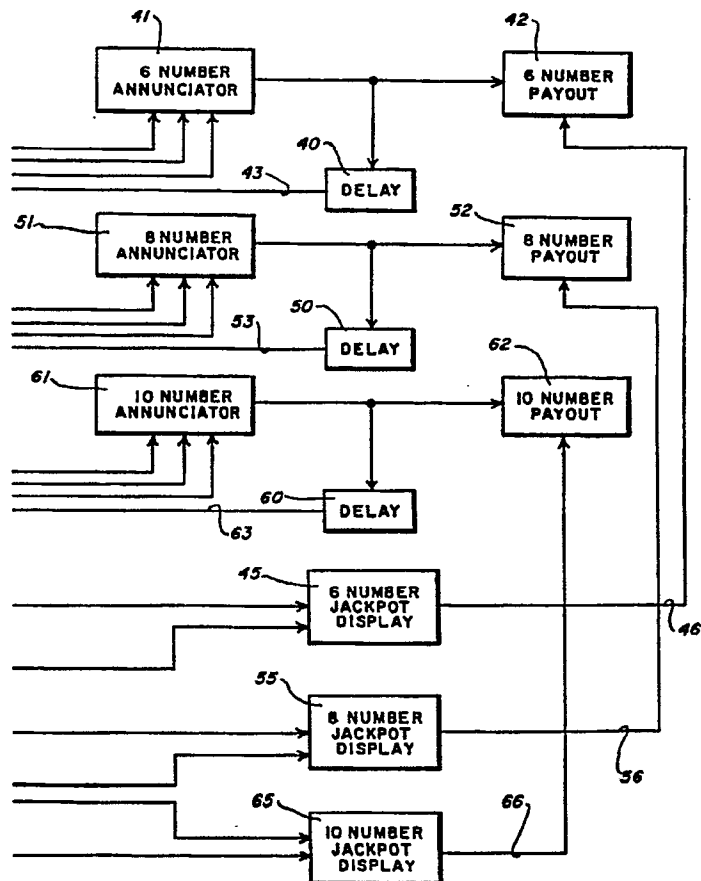 41
42
6 NUMBER
ANNUNCIATOR
6 NUMBER
PAYOUT
40
43
DELAY
51
52
8 NUMBER
ANNUNCIATOR
8 NUMBER
PAYOUT
50
53
DELAY
61
62
10 NUMBER
ANNUNCIATOR
10 NUMBER
PAYOUT
60
DELAY
63
45
6 NUMBER
JACKPOT
DISPLAY
46
55
8 NUMBER
JACKPOT
DISPLAY
56
65
66
10 NUMBER
JACKPOT
DISPLAY